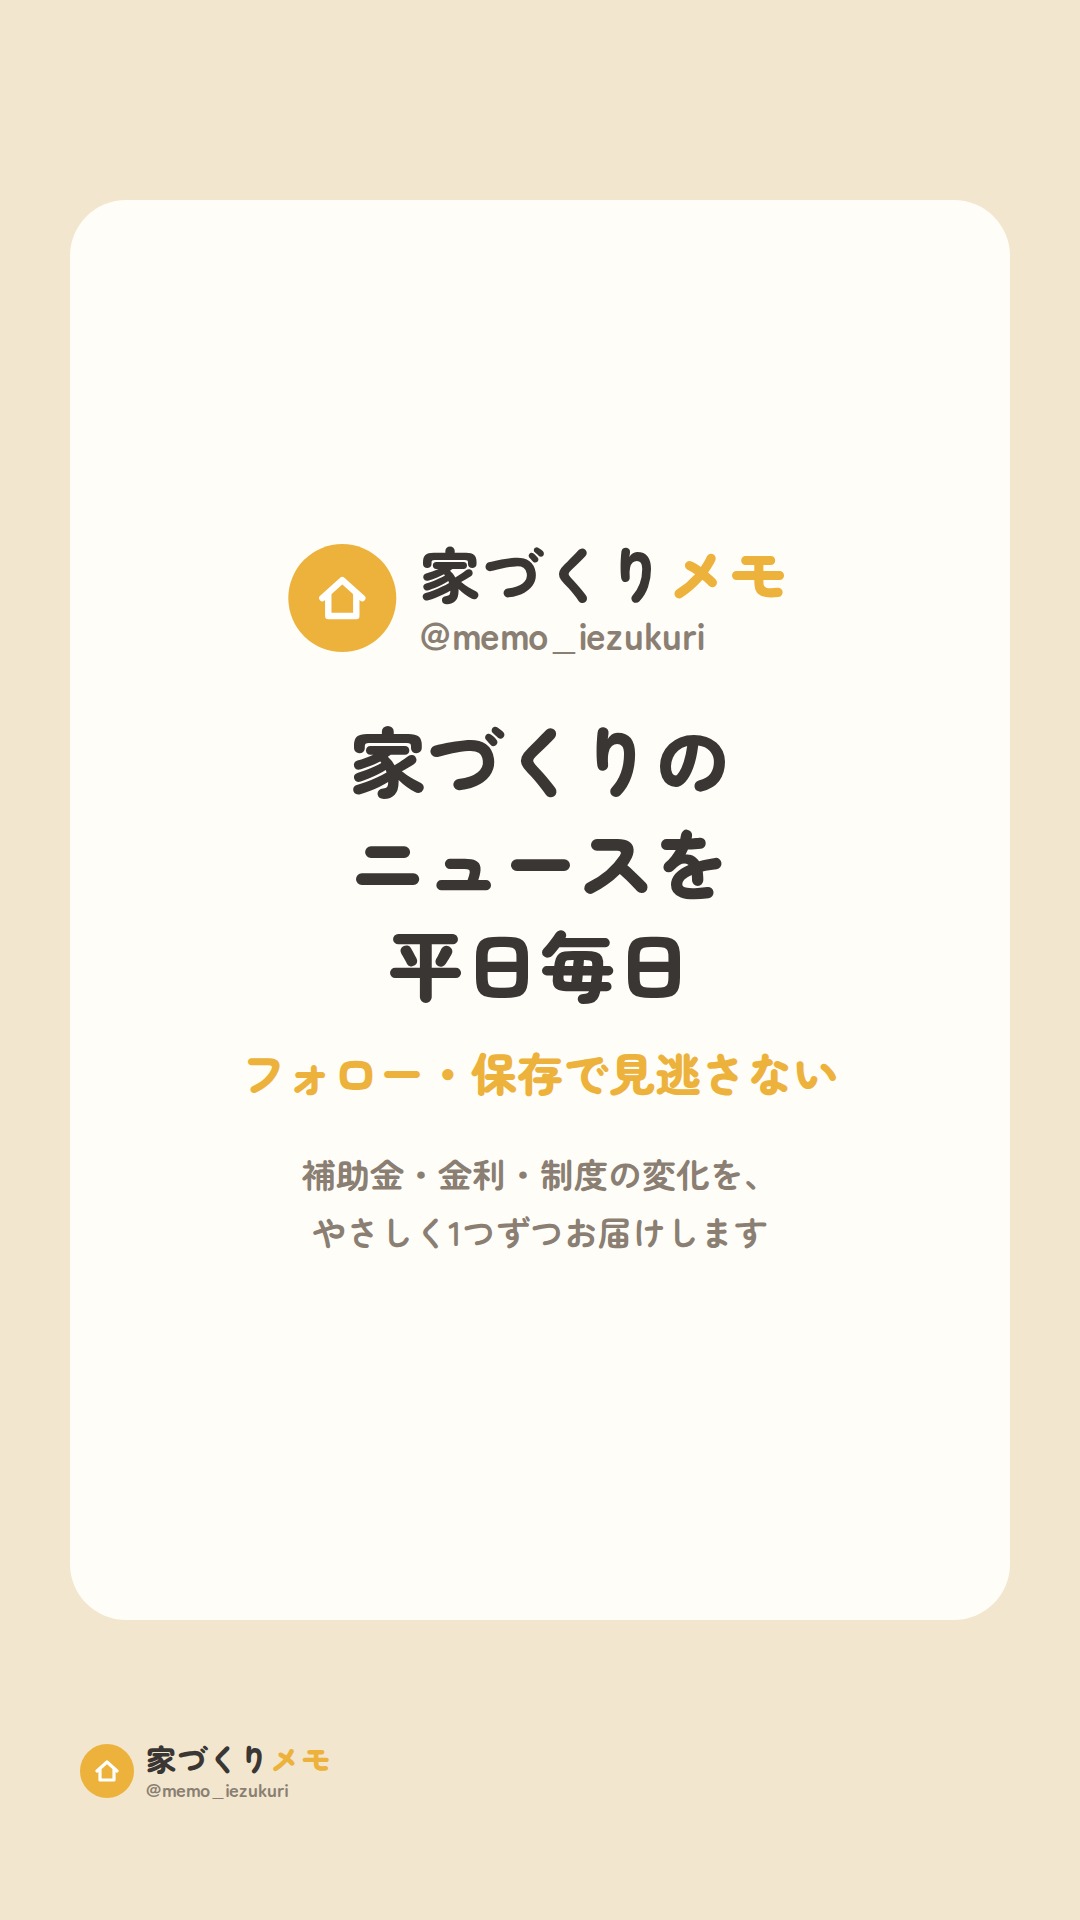 家づくりメモ
@memo_iezukuri
家づくりの
ニュースを
平日毎日
フォロー・保存で見逃さない
補助金・金利・制度の変化を、
やさしく1つずつお届けします
家づくりメモ
@memo_iezukuri